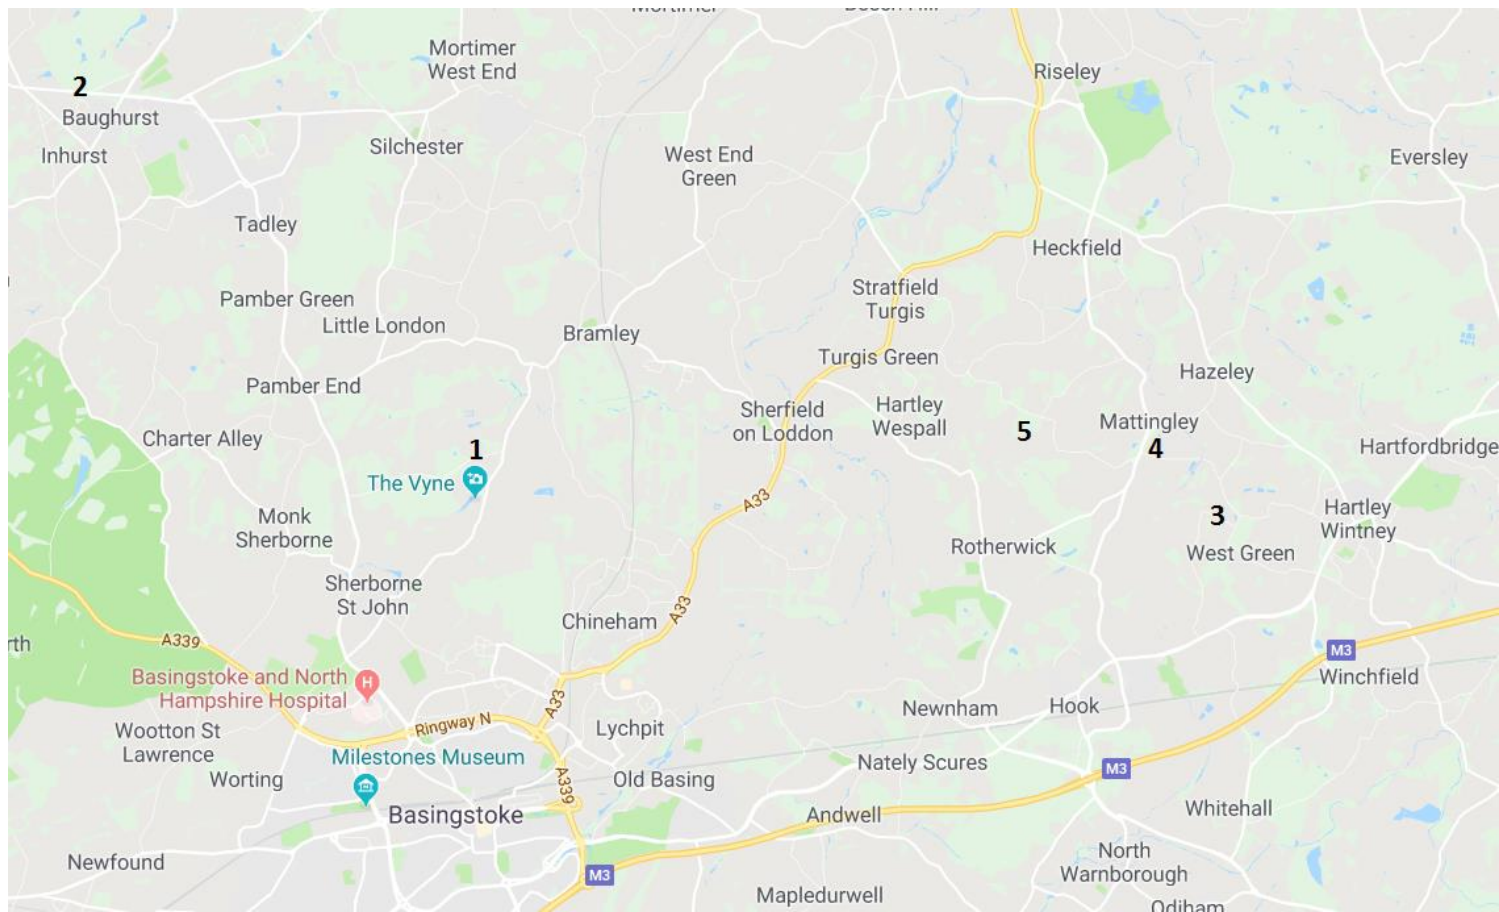 Mortimer
Mortimer
West End
Riseley
2
Baughurst
Inhurst
Silchester
West End
Green
Eversley
Tadley
Heckfield
Pamber Green
Little London
Bramley
Stratfield
Turgis
Turgis Green
Pamber End
Hazeley
Charter Alley
1
The Vyne
Sherfield
on Loddon
Hartley
Wespall
5
Mattingley
4
Hartfordbridge
A33
Monk
Sherborne
3
West Green
Hartley
Wintney
Rotherwick
Sherborne
St John
Chineham
A33
rth
A339
M3
Basingstoke and North
Hampshire Hospital
H
Winchfield
A33
Ringway N
Newnham
Hook
Wootton St
Lawrence
Lychpit
Milestones Museum
Nately Scures
M3
Worting
A339
Old Basing
Basingstoke
Andwell
Whitehall
Newfound
M3
North
Warnborough
Mapledurwell
Odiham